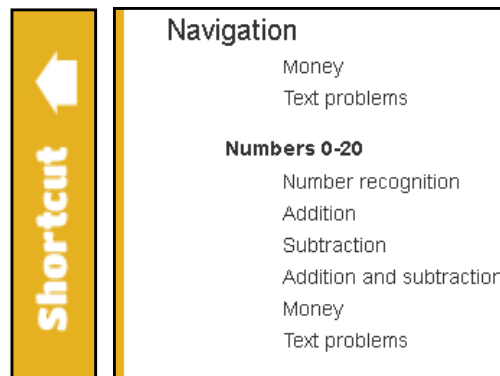 Shortcut
Navigation
Money
Text problems
Numbers 0-20
Number recognition
Addition
Subtraction
Addition and subtraction
Money
Text problems